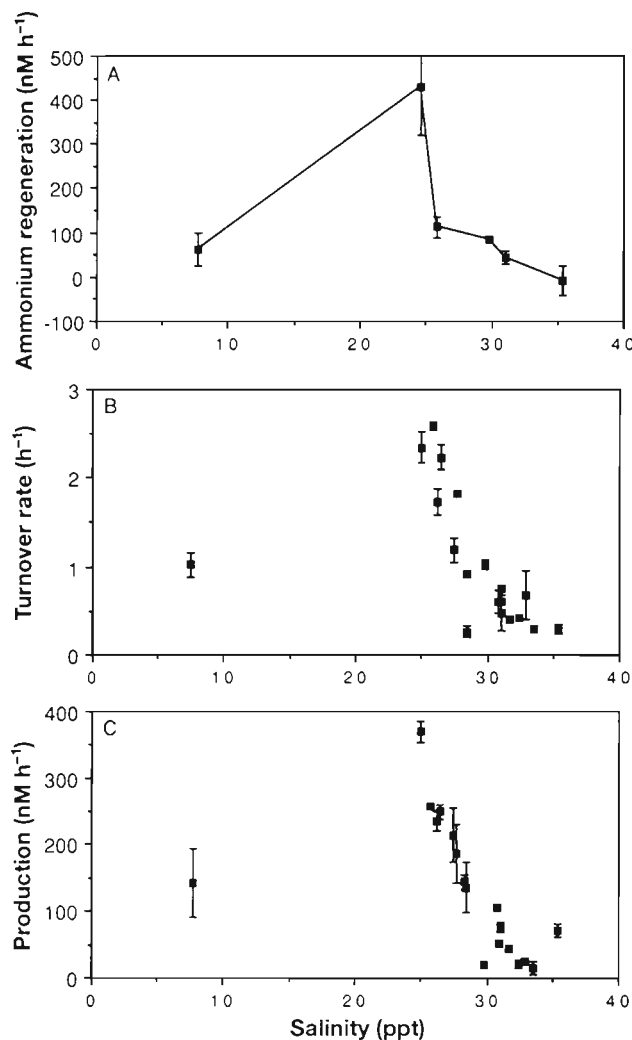 A
Ammonium regeneration (nM h⁻¹)
500
400
300
200
100
0
-100
0 10 20 30 40
B
Turnover rate (h⁻¹)
3
2
1
0
0 10 20 30 40
C
Production (nM h⁻¹)
400
300
200
100
0
0 10 20 30 40
Salinity (ppt)